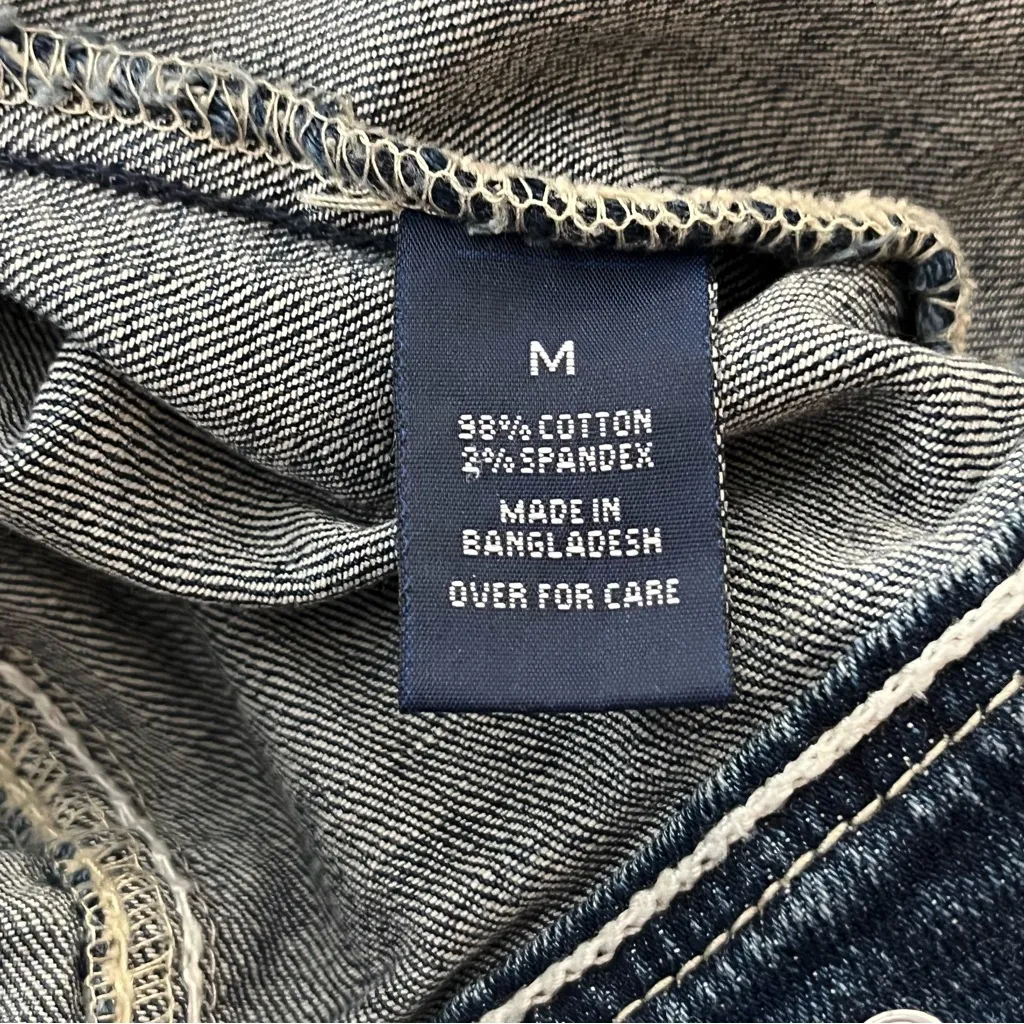 M
98% COTTON
2% SPANDEX
MADE IN
BANGLADESH
OVER FOR CARE